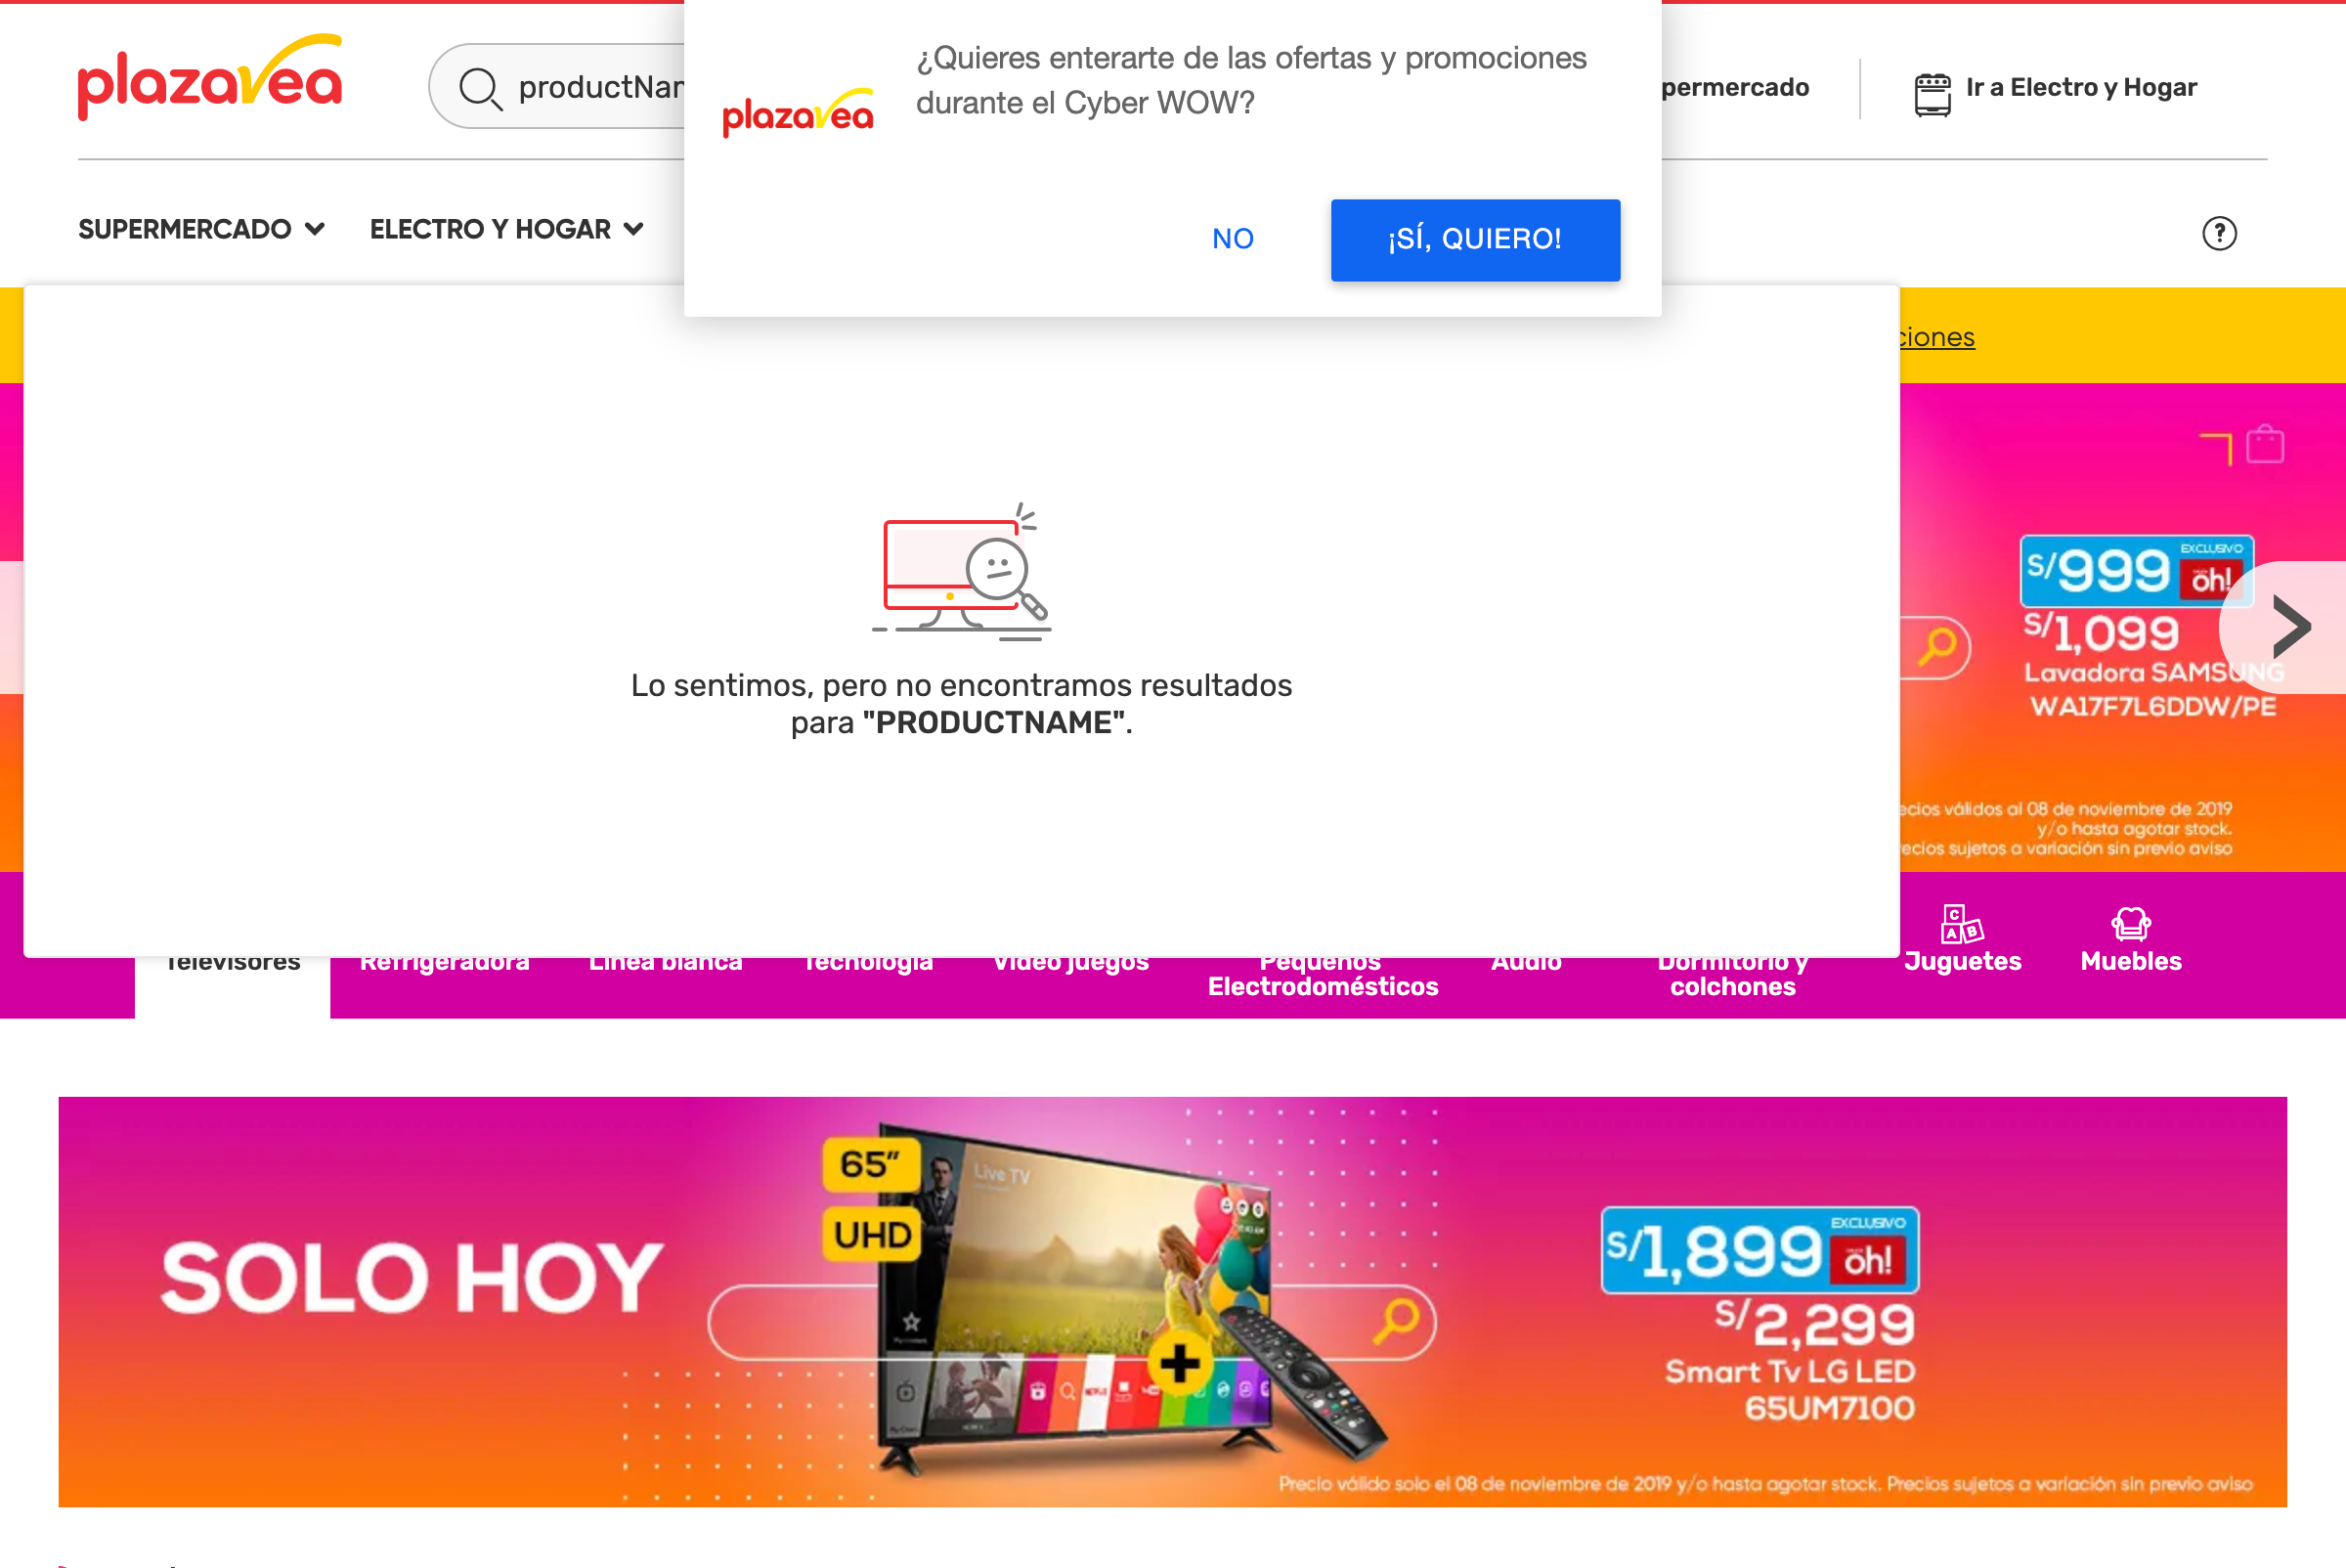 plazavea
productNam
¿Quieres enterarte de las ofertas y promociones
durante el Cyber WOW?
plazavea
NO
¡SÍ, QUIERO!
permercado
Ir a Electro y Hogar
SUPERMERCADO
ELECTRO Y HOGAR
?
ciones
Lo sentimos, pero no encontramos resultados
para "PRODUCTNAME".
S/999 EXCLUSIVO oh!
S/1,099
Lavadora SAMSUNG
WA17F7L6DDW/PE
ecios válidos al 08 de noviembre de 2019
y/o hasta agotar stock.
ecios sujetos a variación sin previo aviso
Televisores
Refrigeradora
Línea blanca
Tecnología
Video juegos
Pequeños
Electrodomésticos
Audio
Dormitorio y
colchones
C A B
Juguetes
Muebles
SOLO HOY
65"
UHD
Live TV
NETFLIX
S/1,899 EXCLUSIVO oh!
S/2,299
Smart Tv LG LED
65UM7100
Precio válido solo el 08 de noviembre de 2019 y/o hasta agotar stock. Precios sujetos a variación sin previo aviso